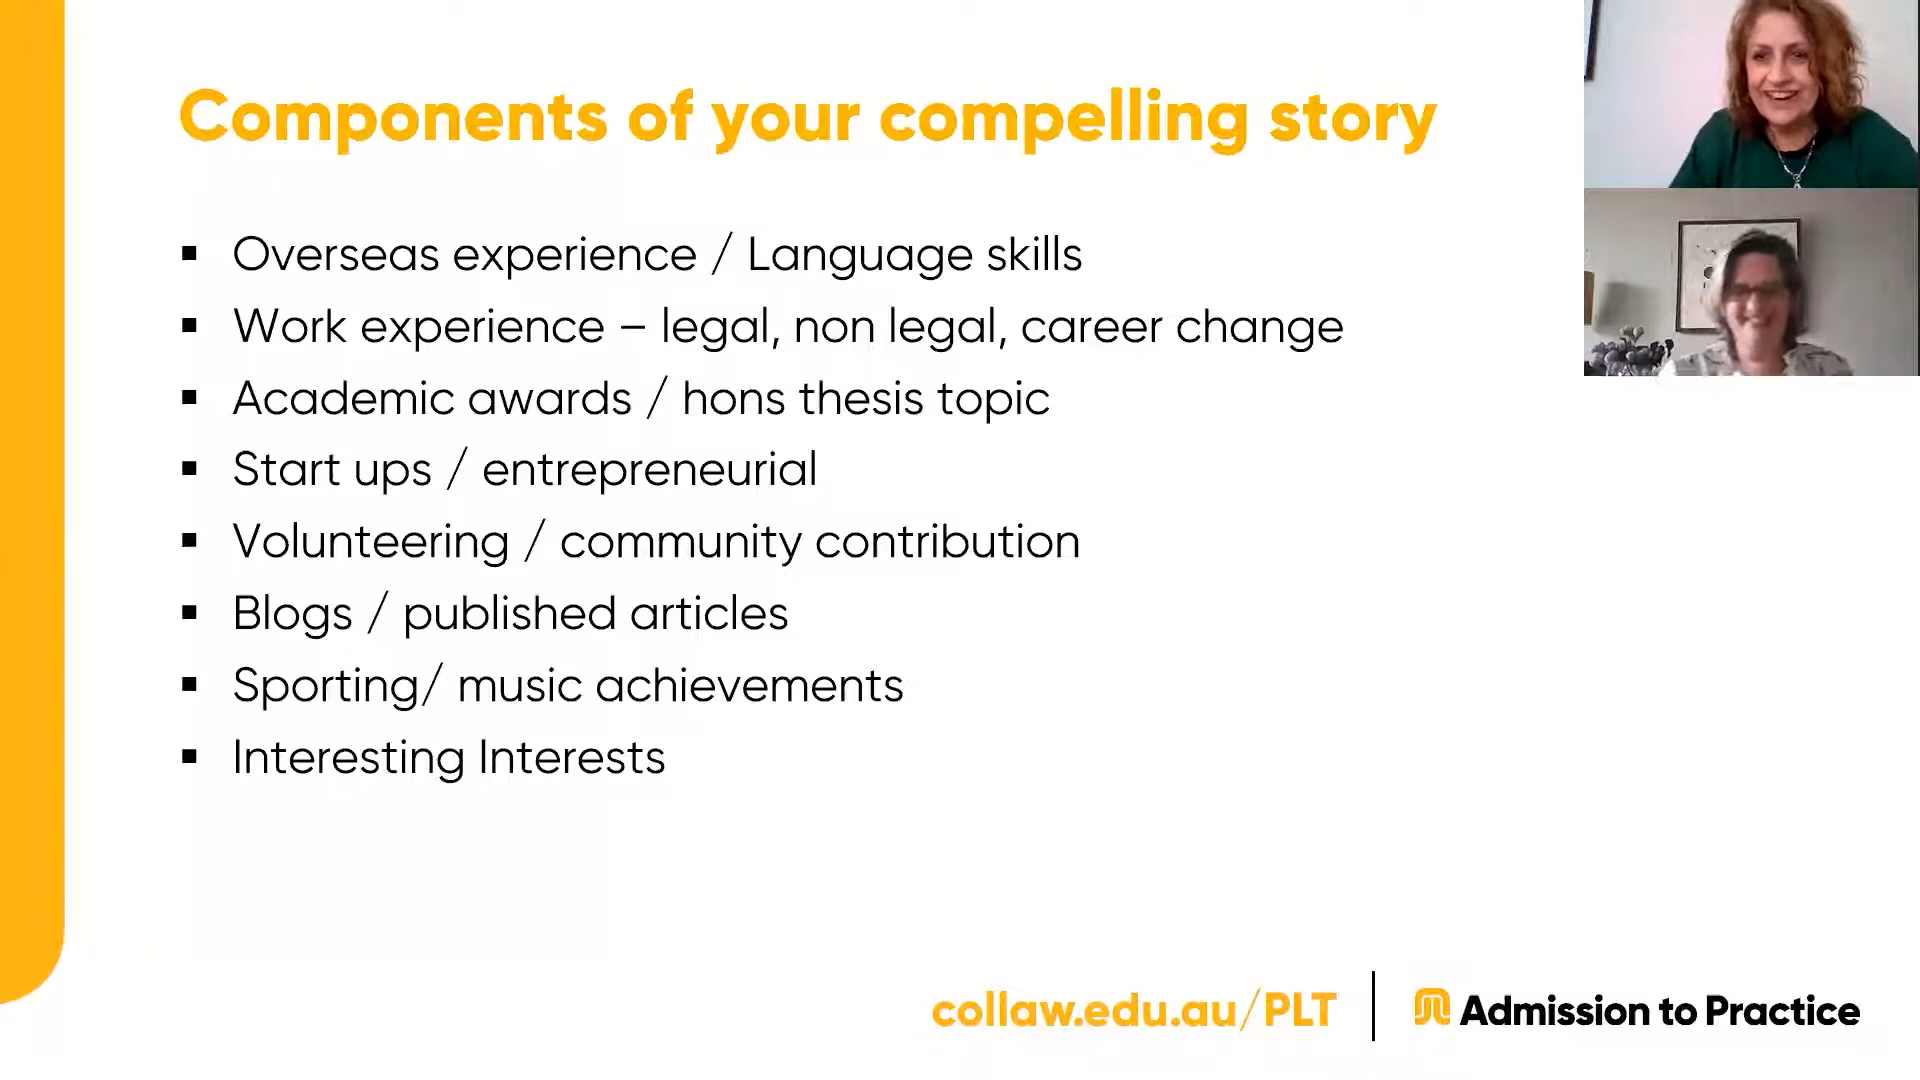 Components of your compelling story
▪ Overseas experience / Language skills
▪ Work experience – legal, non legal, career change
▪ Academic awards / hons thesis topic
▪ Start ups / entrepreneurial
▪ Volunteering / community contribution
▪ Blogs / published articles
▪ Sporting/ music achievements
▪ Interesting Interests
collaw.edu.au/PLT
Admission to Practice